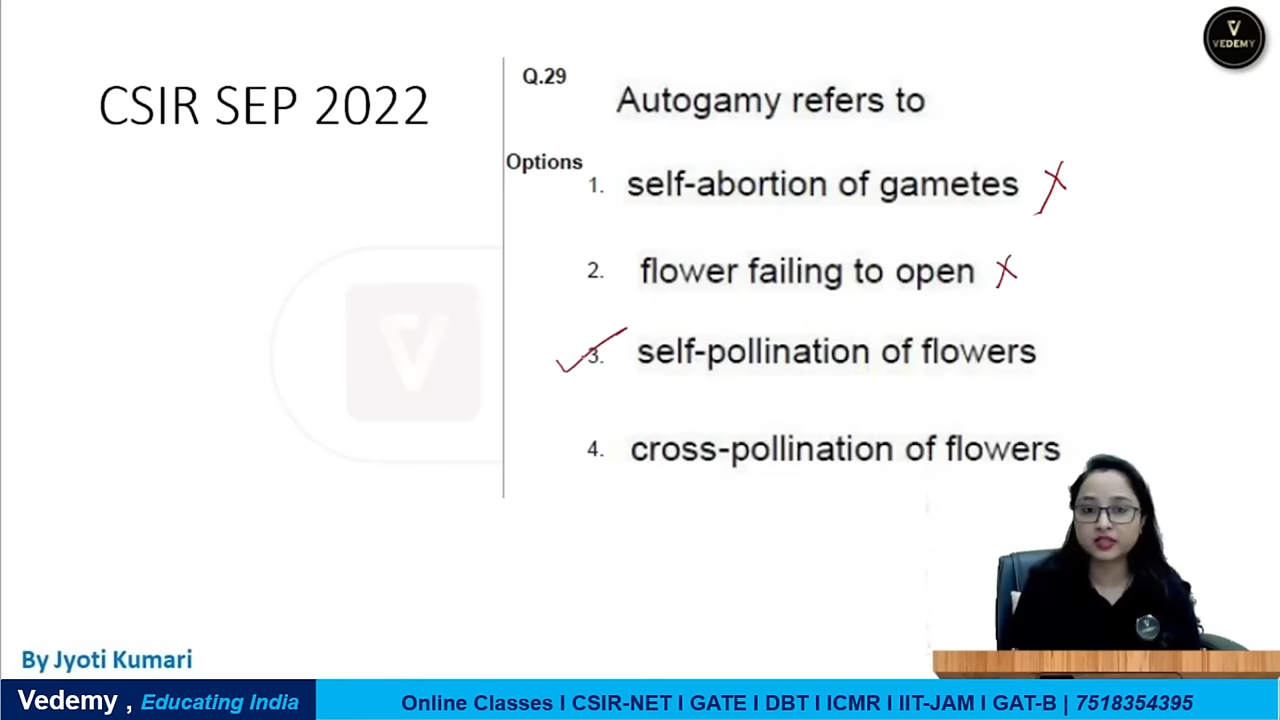 VEDEMY
CSIR SEP 2022
Q.29
Autogamy refers to
Options
1. self-abortion of gametes
2. flower failing to open
3. self-pollination of flowers
4. cross-pollination of flowers
By Jyoti Kumari
Vedemy , Educating India
Online Classes I CSIR-NET I GATE I DBT I ICMR I IIT-JAM I GAT-B | 7518354395